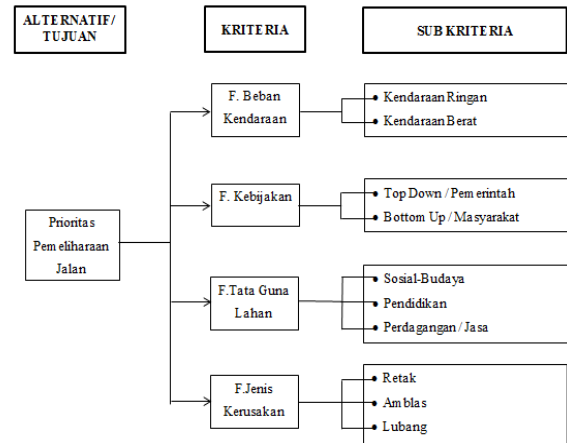 ALTERNATIF/
TUJUAN
KRITERIA
SUB KRITERIA
F. Beban
Kendaraan
Kendaraan Ringan
Kendaraan Berat
F. Kebijakan
Top Down / Pemerintah
Bottom Up / Masyarakat
Prioritas
Pemeliharaan
Jalan
F.Tata Guna
Lahan
Sosial-Budaya
Pendidikan
Perdagangan / Jasa
F.Jenis
Kerusakan
Retak
Amblas
Lubang